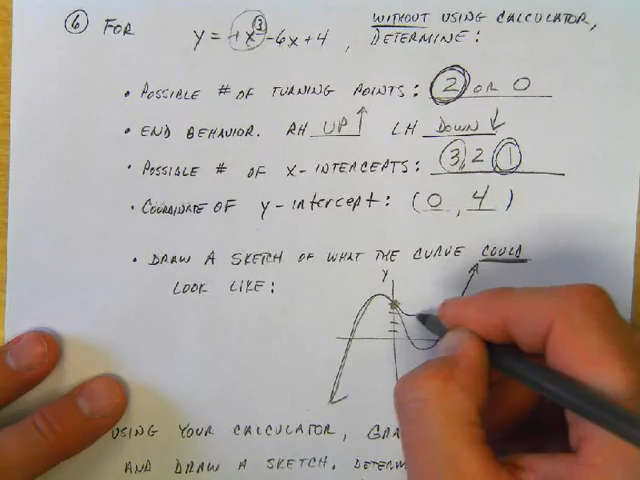 6 FOR y = +x³-6x+4, WITHOUT USING CALCULATOR, DETERMINE:
• POSSIBLE # OF TURNING POINTS: 2 OR 0
• END BEHAVIOR. RH UP ↑ LH DOWN ↓
• POSSIBLE # OF X-INTERCEPTS: 3, 2 1
• COORDINATE OF y-intercept: (0, 4)
• DRAW A SKETCH OF WHAT THE CURVE COULD
LOOK LIKE:
y
USING YOUR CALCULATOR,
AND DRAW A SKETCH.